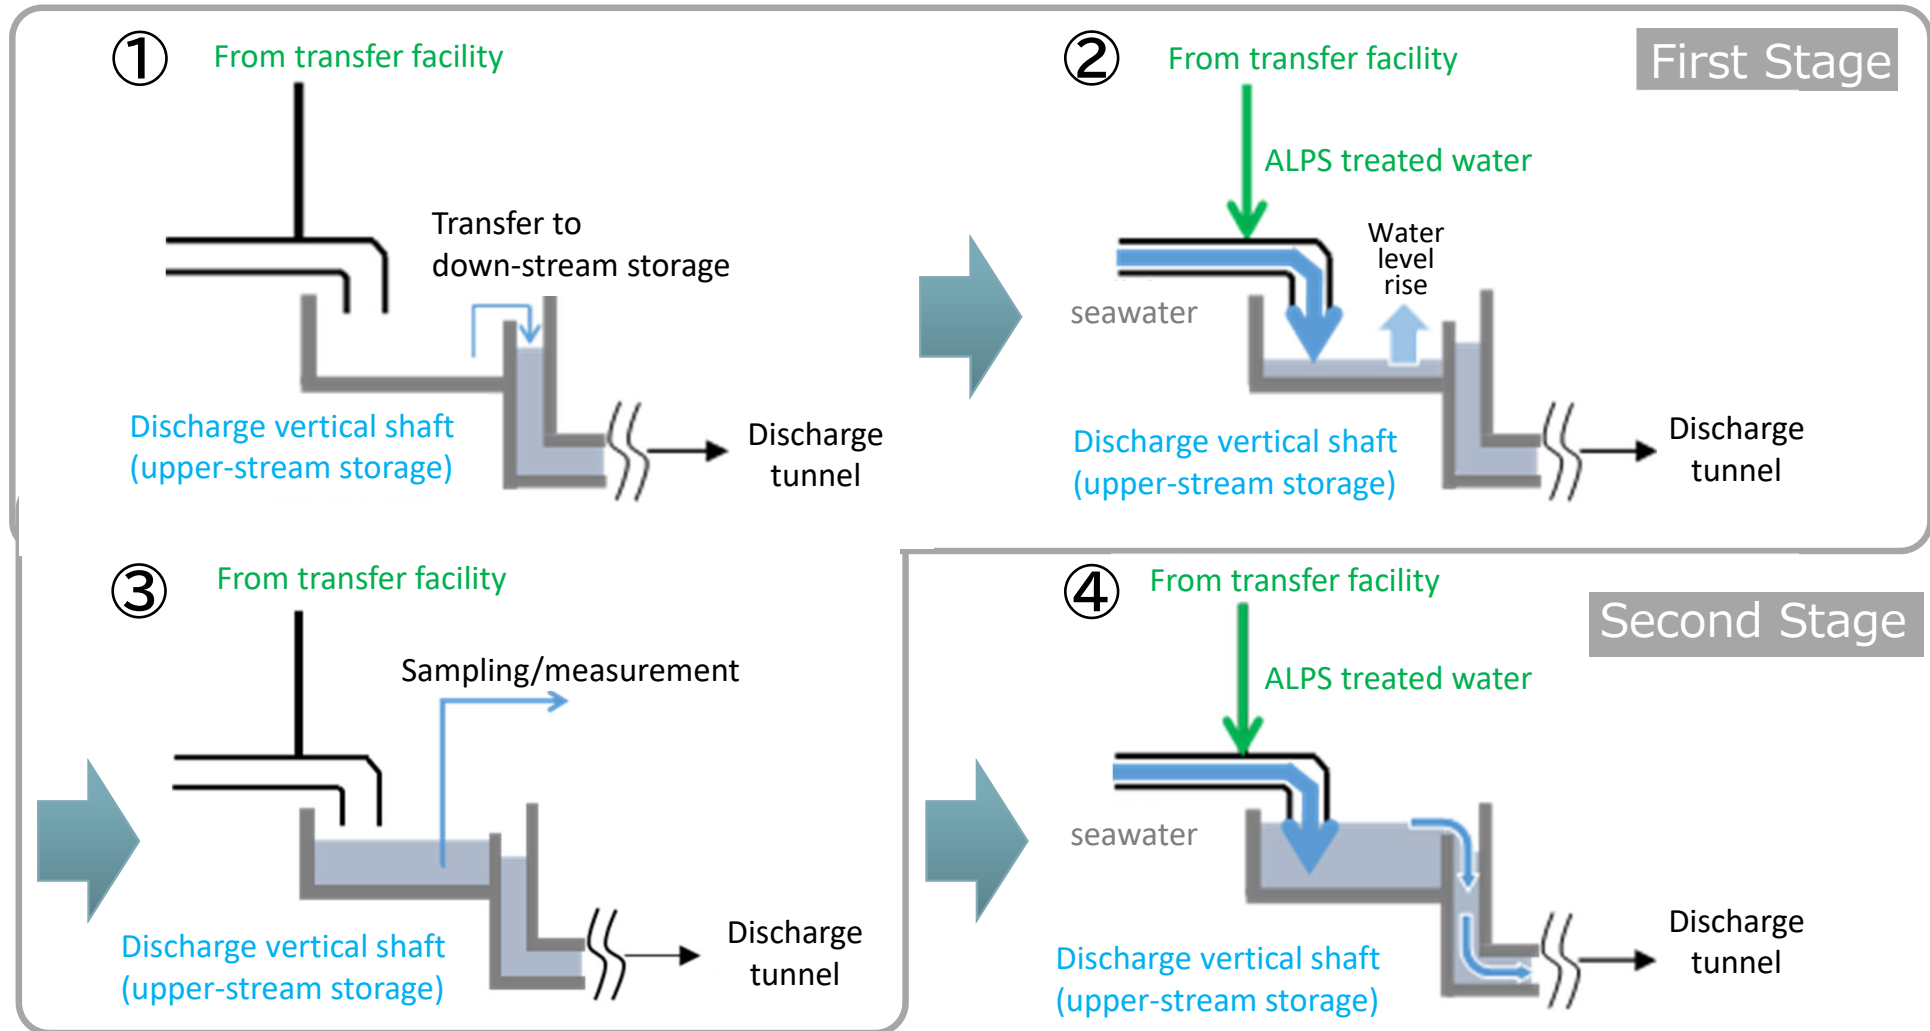 ①
From transfer facility
Transfer to
down-stream storage
Discharge vertical shaft
(upper-stream storage)
Discharge
tunnel
②
From transfer facility
First Stage
ALPS treated water
Water
level
rise
seawater
Discharge vertical shaft
(upper-stream storage)
Discharge
tunnel
③
From transfer facility
Sampling/measurement
Discharge vertical shaft
(upper-stream storage)
Discharge
tunnel
④
From transfer facility
Second Stage
ALPS treated water
seawater
Discharge vertical shaft
(upper-stream storage)
Discharge
tunnel